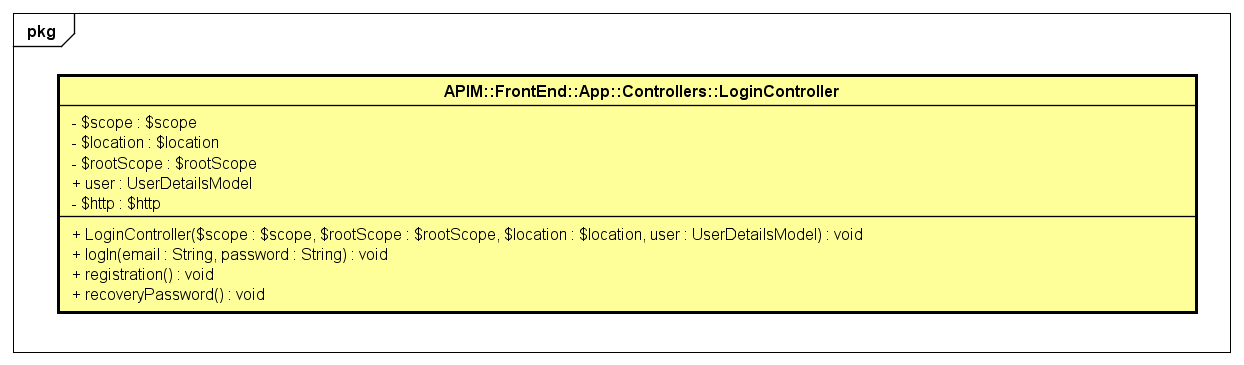 pkg
APIM::FrontEnd::App::Controllers::LoginController
- $scope : $scope
- $location : $location
- $rootScope : $rootScope
+ user : UserDetailsModel
- $http : $http
+ LoginController($scope : $scope, $rootScope : $rootScope, $location : $location, user : UserDetailsModel) : void
+ logIn(email : String, password : String) : void
+ registration() : void
+ recoveryPassword() : void